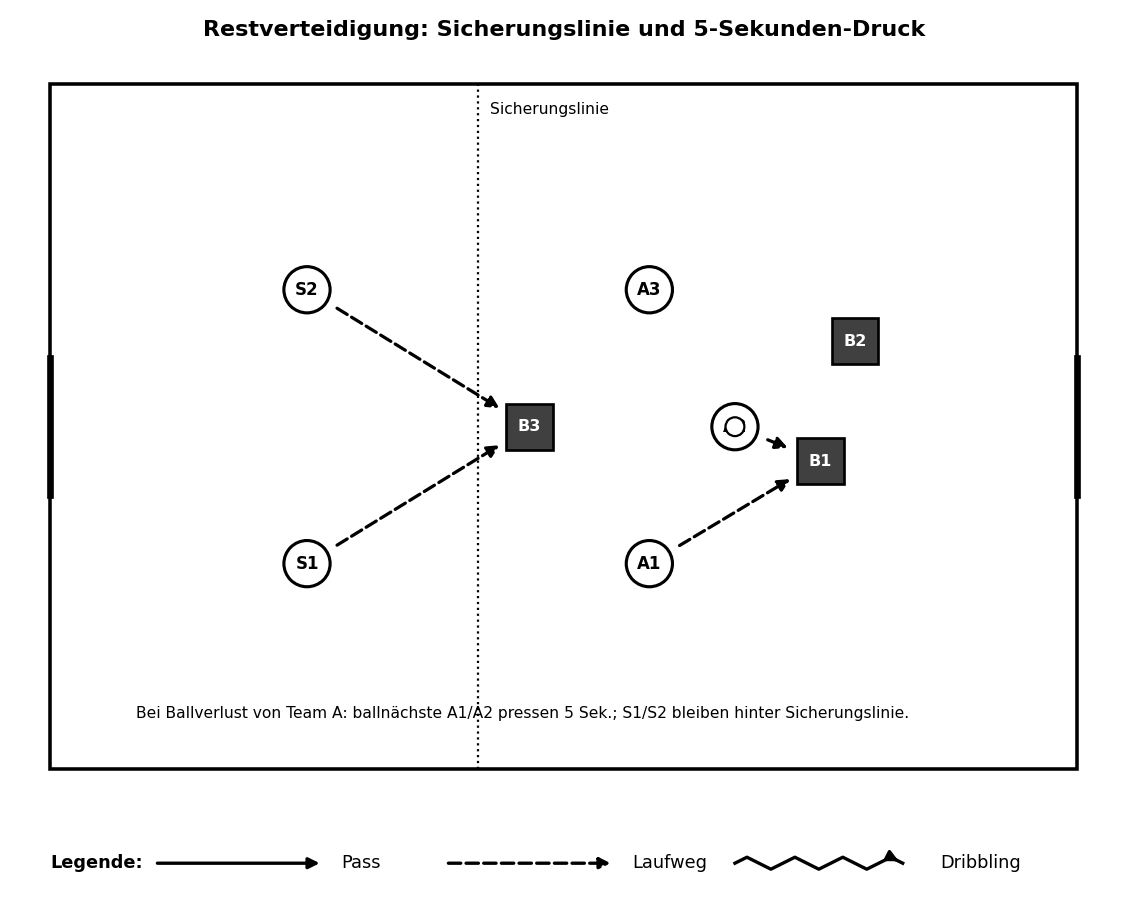 Restverteidigung: Sicherungslinie und 5-Sekunden-Druck
Sicherungslinie
S2
A3
B2
B3
B1
S1
A1
Bei Ballverlust von Team A: ballnächste A1/A2 pressen 5 Sek.; S1/S2 bleiben hinter Sicherungslinie.
Legende:
Pass
Laufweg
Dribbling